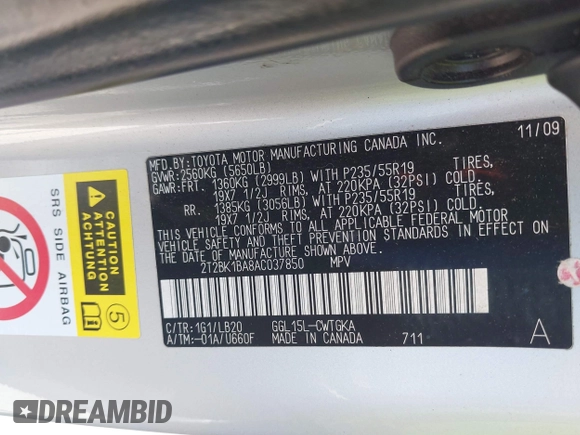 MFD.BY:TOYOTA MOTOR MANUFACTURING CANADA INC. 11/09
GVWR:2560KG (5650LB)
GAWR:FRT. 1360KG (2999LB) WITH P235/55R19 TIRES,
19X7 1/2J RIMS, AT 220KPA (32PSI) COLD.
RR. 1385KG (3056LB) WITH P235/55R19 TIRES,
19X7 1/2J RIMS, AT 220KPA (32PSI) COLD.
THIS VEHICLE CONFORMS TO ALL APPLICABLE FEDERAL MOTOR
VEHICLE SAFETY AND BUMPER STANDARDS IN EFFECT ON
THE DATE OF MANUFACTURE SHOWN ABOVE.
2T2BK1BA8AC037850 MPV
C/TR:1G1/LB20 GGL15L-CWTGKA
A/TM:-01A/U660F MADE IN CANADA 711 A
CAUTION
ATTENTION
ACHTUNG
5
SRS SIDE AIRBAG
DREAMBID